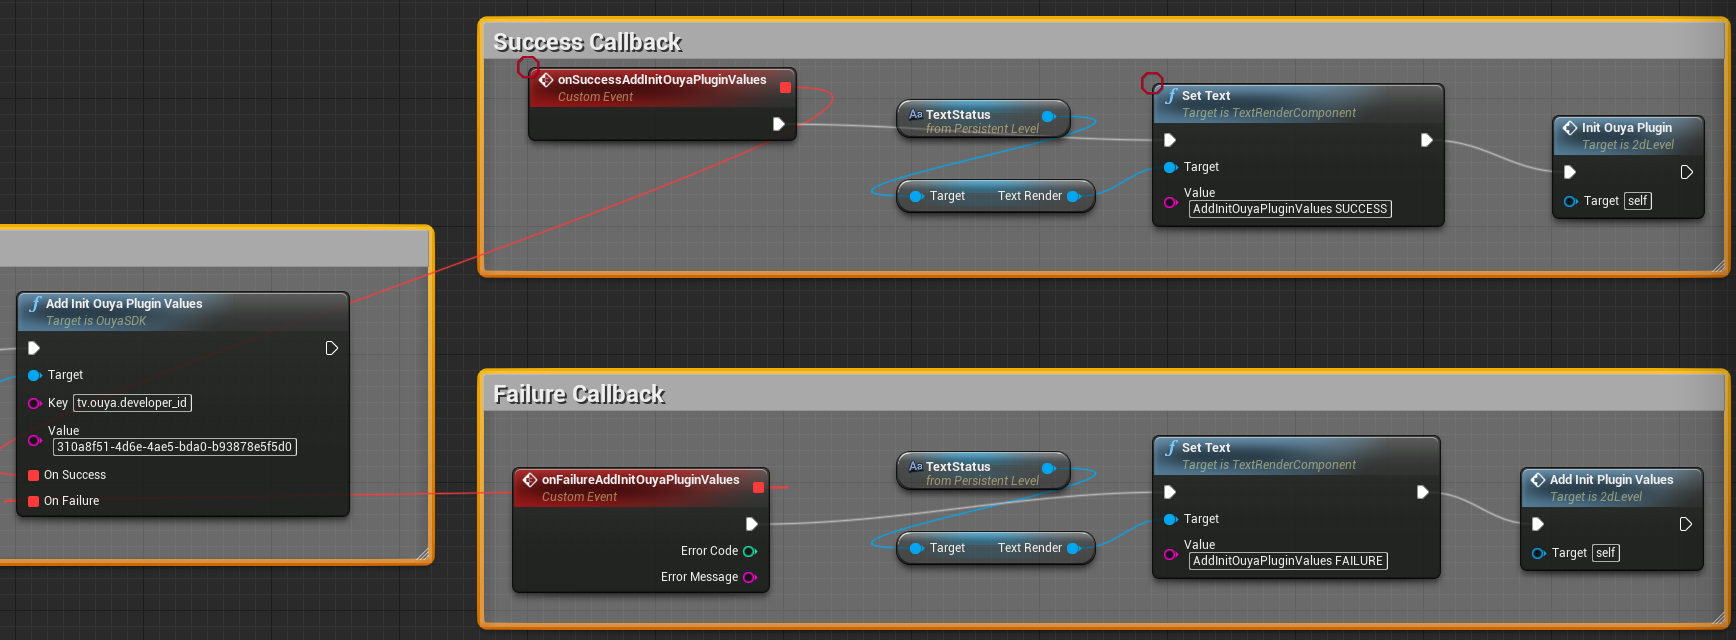 Success Callback
onSuccessAddInitOuyaPluginValues
Custom Event
TextStatus
from Persistent Level
Target Text Render
Set Text
Target is TextRenderComponent
Target
Value
AddInitOuyaPluginValues SUCCESS
Init Ouya Plugin
Target is 2dLevel
Target self
Add Init Ouya Plugin Values
Target is OuyaSDK
Target
Key tv.ouya.developer_id
Value
310a8f51-4d6e-4ae5-bda0-b93878e5f5d0
On Success
On Failure
Failure Callback
onFailureAddInitOuyaPluginValues
Custom Event
Error Code
Error Message
TextStatus
from Persistent Level
Target Text Render
Set Text
Target is TextRenderComponent
Target
Value
AddInitOuyaPluginValues FAILURE
Add Init Plugin Values
Target is 2dLevel
Target self